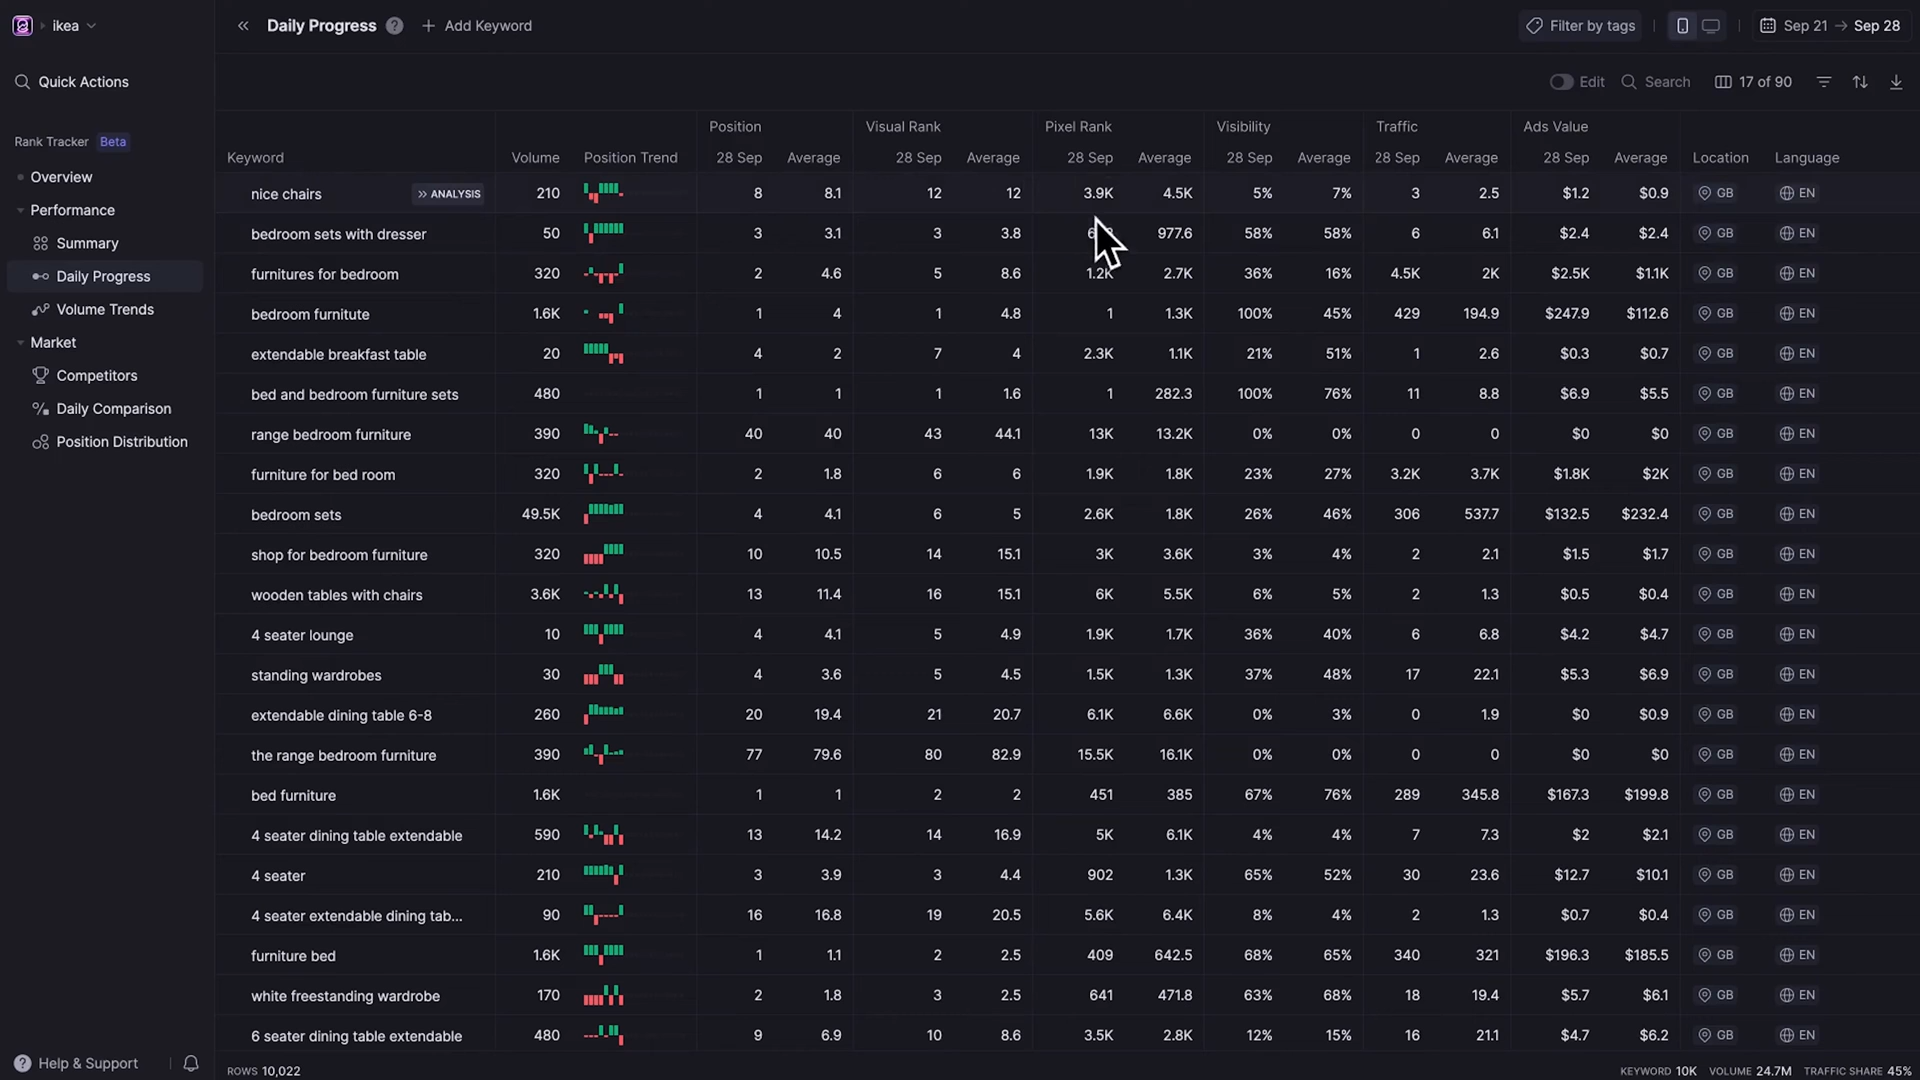 ikea
Daily Progress
Add Keyword
Filter by tags
Sep 21 → Sep 28
Quick Actions
Edit
Search
17 of 90
Rank Tracker Beta
Overview
Performance
Summary
Daily Progress
Volume Trends
Market
Competitors
Daily Comparison
Position Distribution
Help & Support
Position Visual Rank Pixel Rank Visibility Traffic Ads Value
Keyword Volume Position Trend 28 Sep Average 28 Sep Average 28 Sep Average 28 Sep Average 28 Sep Average 28 Sep Average Location Language
nice chairs ANALYSIS 210 8 8.1 12 12 3.9K 4.5K 5% 7% 3 2.5 $1.2 $0.9 GB EN
bedroom sets with dresser 50 3 3.1 3 3.8 977.6 58% 58% 6 6.1 $2.4 $2.4 GB EN
furnitures for bedroom 320 2 4.6 5 8.6 1.2K 2.7K 36% 16% 4.5K 2K $2.5K $1.1K GB EN
bedroom furnitute 1.6K 1 4 1 4.8 1 1.3K 100% 45% 429 194.9 $247.9 $112.6 GB EN
extendable breakfast table 20 4 2 7 4 2.3K 1.1K 21% 51% 1 2.6 $0.3 $0.7 GB EN
bed and bedroom furniture sets 480 1 1 1 1.6 1 282.3 100% 76% 11 8.8 $6.9 $5.5 GB EN
range bedroom furniture 390 40 40 43 44.1 13K 13.2K 0% 0% 0 0 $0 $0 GB EN
furniture for bed room 320 2 1.8 6 6 1.9K 1.8K 23% 27% 3.2K 3.7K $1.8K $2K GB EN
bedroom sets 49.5K 4 4.1 6 5 2.6K 1.8K 26% 46% 306 537.7 $132.5 $232.4 GB EN
shop for bedroom furniture 320 10 10.5 14 15.1 3K 3.6K 3% 4% 2 2.1 $1.5 $1.7 GB EN
wooden tables with chairs 3.6K 13 11.4 16 15.1 6K 5.5K 6% 5% 2 1.3 $0.5 $0.4 GB EN
4 seater lounge 10 4 4.1 5 4.9 1.9K 1.7K 36% 40% 6 6.8 $4.2 $4.7 GB EN
standing wardrobes 30 4 3.6 5 4.5 1.5K 1.3K 37% 48% 17 22.1 $5.3 $6.9 GB EN
extendable dining table 6-8 260 20 19.4 21 20.7 6.1K 6.6K 0% 3% 0 1.9 $0 $0.9 GB EN
the range bedroom furniture 390 77 79.6 80 82.9 15.5K 16.1K 0% 0% 0 0 $0 $0 GB EN
bed furniture 1.6K 1 1 2 2 451 385 67% 76% 289 345.8 $167.3 $199.8 GB EN
4 seater dining table extendable 590 13 14.2 14 16.9 5K 6.1K 4% 4% 7 7.3 $2 $2.1 GB EN
4 seater 210 3 3.9 3 4.4 902 1.3K 65% 52% 30 23.6 $12.7 $10.1 GB EN
4 seater extendable dining tab... 90 16 16.8 19 20.5 5.6K 6.4K 8% 4% 2 1.3 $0.7 $0.4 GB EN
furniture bed 1.6K 1 1.1 2 2.5 409 642.5 68% 65% 340 321 $196.3 $185.5 GB EN
white freestanding wardrobe 170 2 1.8 3 2.5 641 471.8 63% 68% 18 19.4 $5.7 $6.1 GB EN
6 seater dining table extendable 480 9 6.9 10 8.6 3.5K 2.8K 12% 15% 16 21.1 $4.7 $6.2 GB EN
ROWS 10,022
KEYWORD 10K VOLUME 24.7M TRAFFIC SHARE 45%